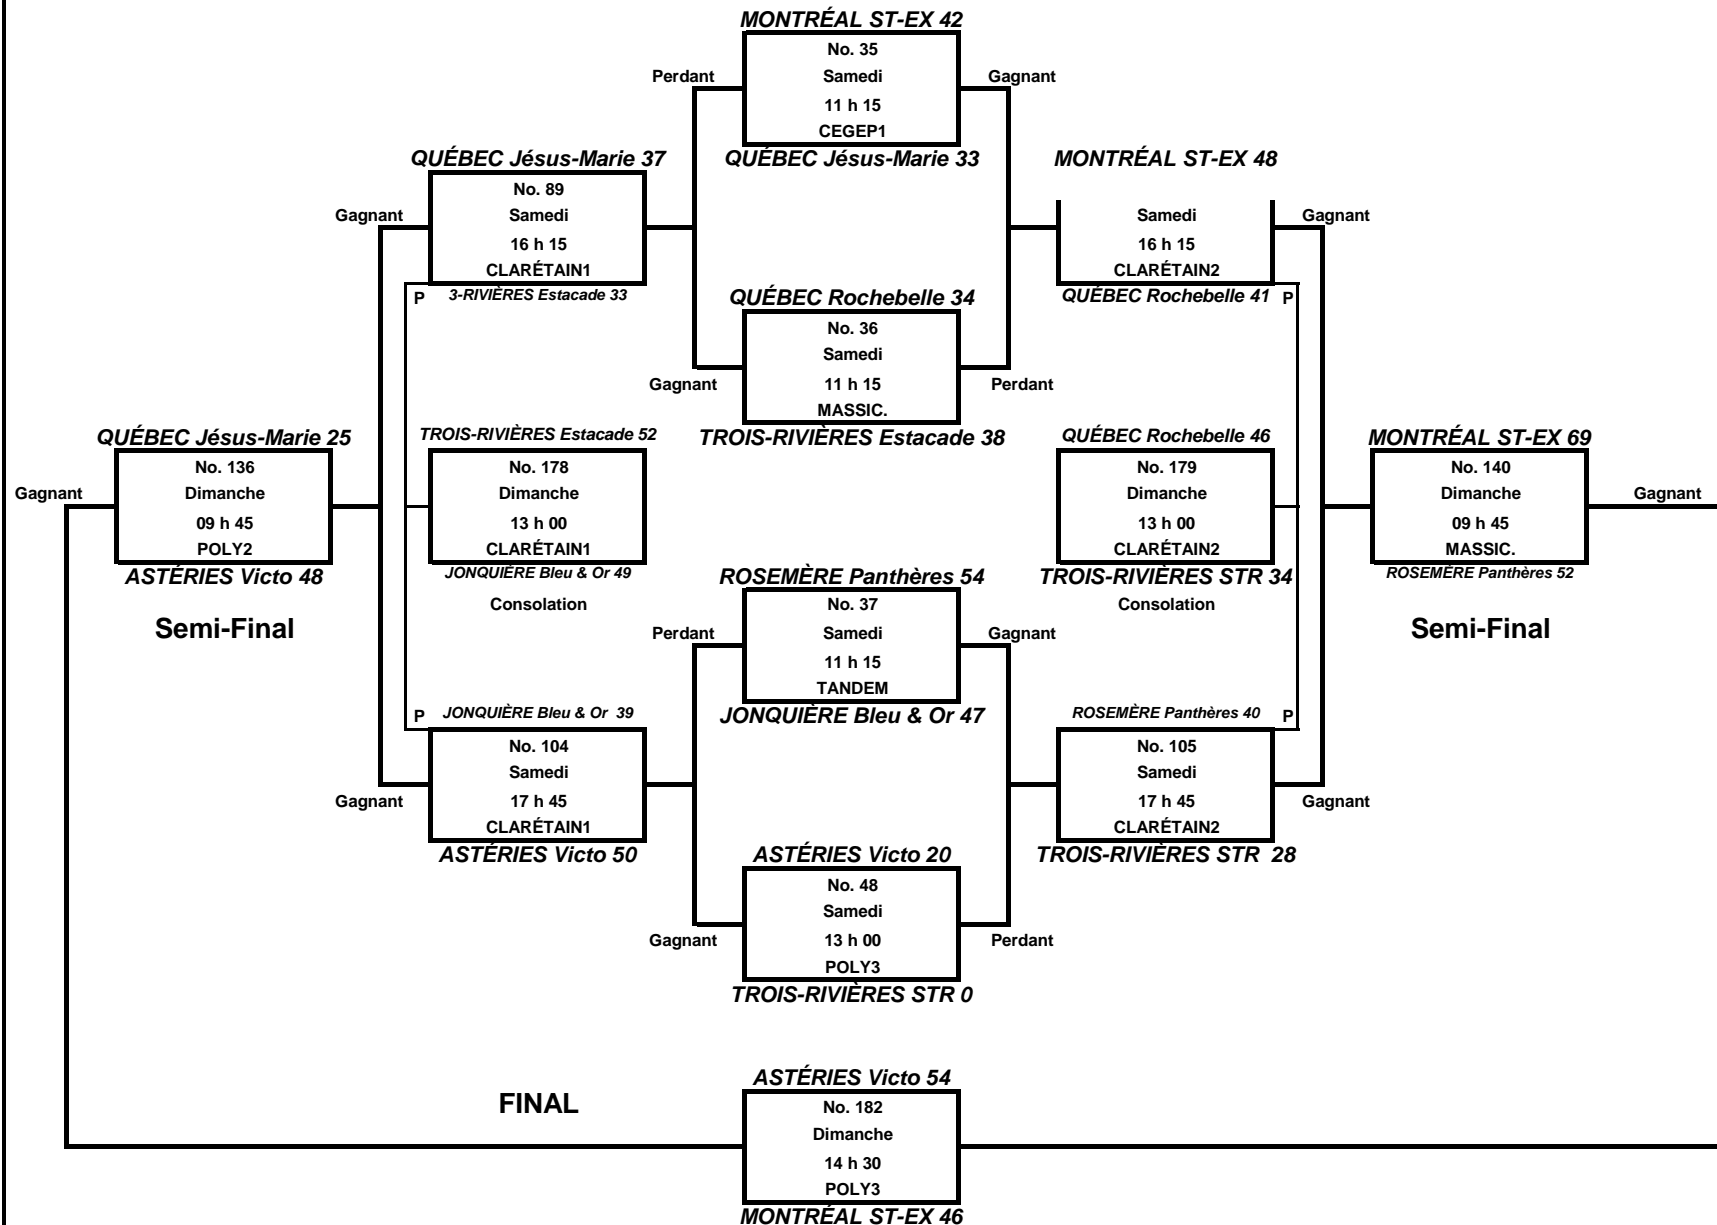 MONTRÉAL ST-EX 42
No. 35
Perdant
Samedi
Gagnant
11 h 15
CEGEP1
QUÉBEC Jésus-Marie 37
QUÉBEC Jésus-Marie 33
MONTRÉAL ST-EX 48
No. 89
Gagnant
Samedi
Samedi
Gagnant
16 h 15
16 h 15
CLARÉTAIN1
CLARÉTAIN2
P
3-RIVIÈRES Estacade 33
QUÉBEC Rochebelle 34
QUÉBEC Rochebelle 41
P
No. 36
Samedi
Gagnant
11 h 15
Perdant
MASSIC.
QUÉBEC Jésus-Marie 25
TROIS-RIVIÈRES Estacade 52
TROIS-RIVIÈRES Estacade 38
QUÉBEC Rochebelle 46
MONTRÉAL ST-EX 69
No. 136
No. 178
No. 179
No. 140
Gagnant
Dimanche
Dimanche
Dimanche
Dimanche
Gagnant
09 h 45
13 h 00
13 h 00
09 h 45
POLY2
CLARÉTAIN1
CLARÉTAIN2
MASSIC.
ASTÉRIES Victo 48
JONQUIÈRE Bleu & Or 49
ROSEMÈRE Panthères 54
TROIS-RIVIÈRES STR 34
ROSEMÈRE Panthères 52
Consolation
No. 37
Consolation
Semi-Final
Perdant
Samedi
Gagnant
Semi-Final
11 h 15
TANDEM
P
JONQUIÈRE Bleu & Or 39
JONQUIÈRE Bleu & Or 47
ROSEMÈRE Panthères 40
P
No. 104
No. 105
Samedi
Samedi
Gagnant
17 h 45
17 h 45
Gagnant
CLARÉTAIN1
CLARÉTAIN2
ASTÉRIES Victo 50
ASTÉRIES Victo 20
TROIS-RIVIÈRES STR 28
No. 48
Samedi
Gagnant
13 h 00
Perdant
POLY3
TROIS-RIVIÈRES STR 0
ASTÉRIES Victo 54
FINAL
No. 182
Dimanche
14 h 30
POLY3
MONTRÉAL ST-EX 46